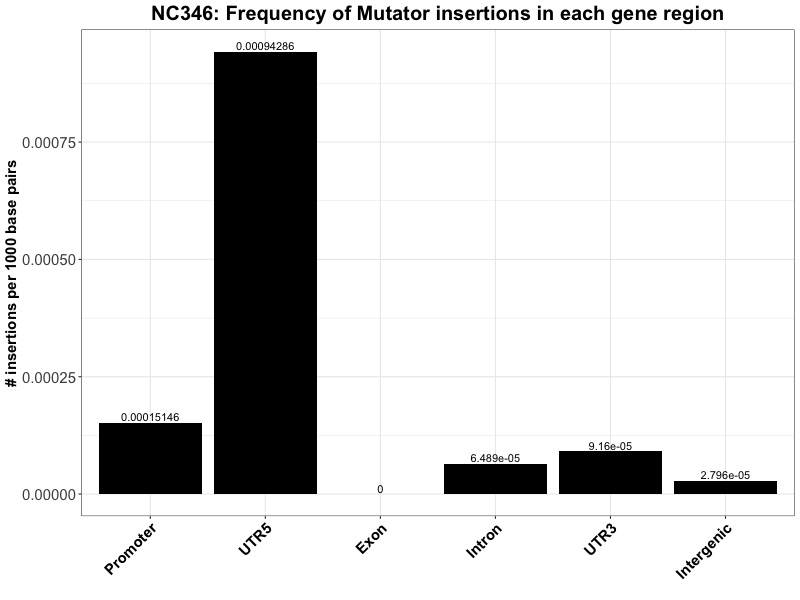 NC346: Frequency of Mutator insertions in each gene region
# insertions per 1000 base pairs
0.00075
0.00050
0.00025
0.00000
0.00015146
0.00094286
0
6.489e-05
9.16e-05
2.796e-05
Promoter
UTR5
Exon
Intron
UTR3
Intergenic